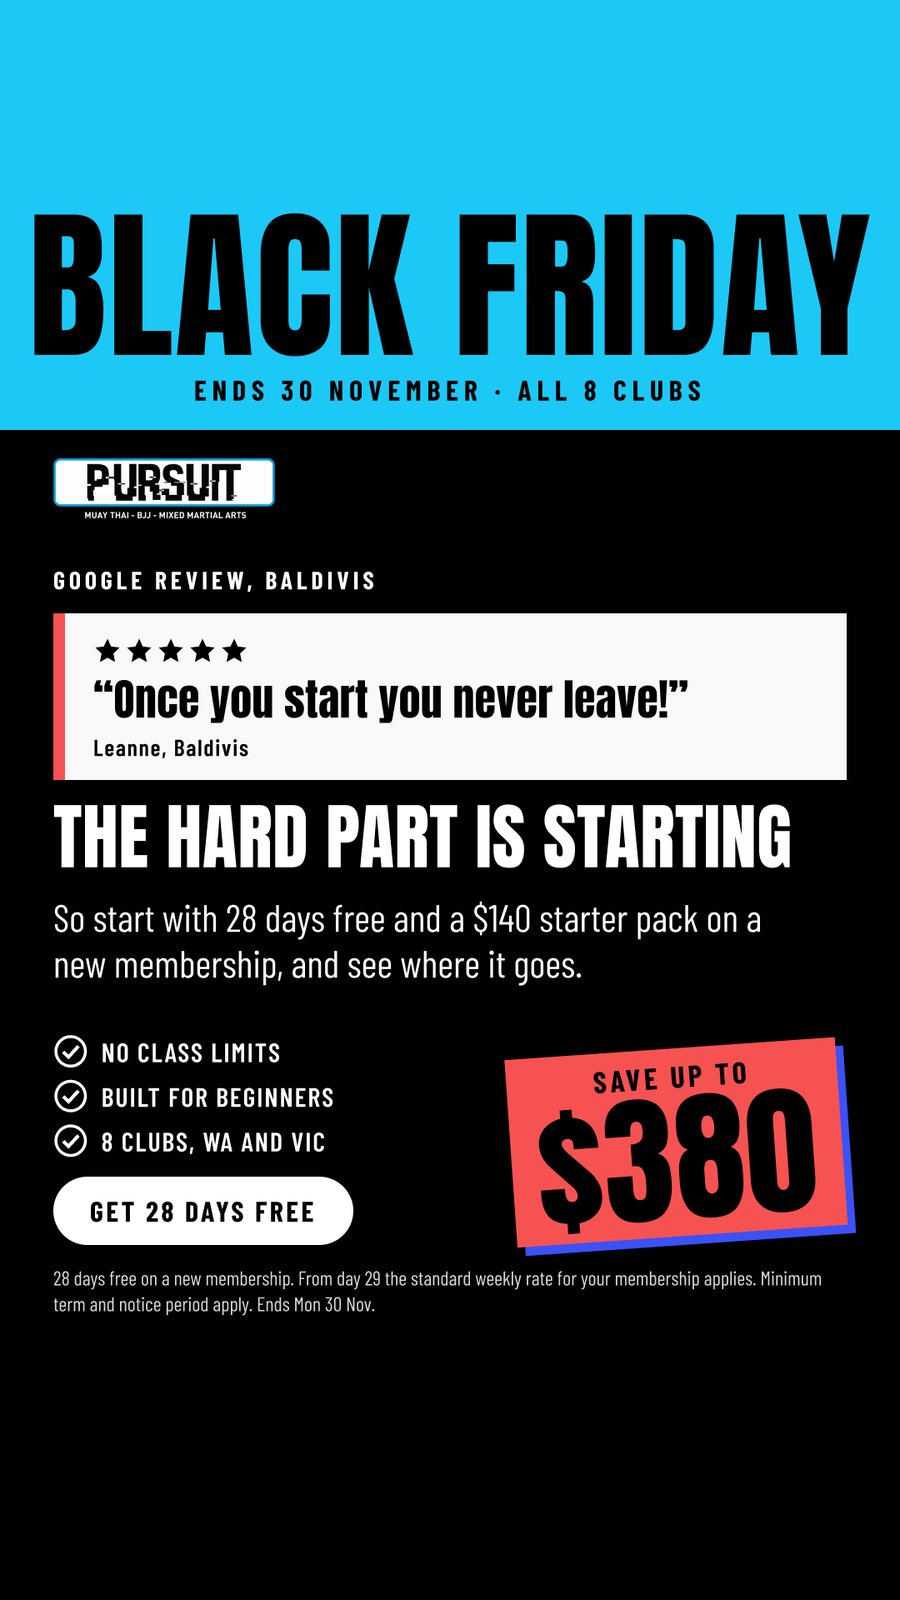 BLACK FRIDAY
ENDS 30 NOVEMBER · ALL 8 CLUBS
PURSUIT
MUAY THAI - BJJ - MIXED MARTIAL ARTS
GOOGLE REVIEW, BALDIVIS
★★★★★
“Once you start you never leave!”
Leanne, Baldivis
THE HARD PART IS STARTING
So start with 28 days free and a $140 starter pack on a
new membership, and see where it goes.
NO CLASS LIMITS
BUILT FOR BEGINNERS
8 CLUBS, WA AND VIC
SAVE UP TO
$380
GET 28 DAYS FREE
28 days free on a new membership. From day 29 the standard weekly rate for your membership applies. Minimum
term and notice period apply. Ends Mon 30 Nov.